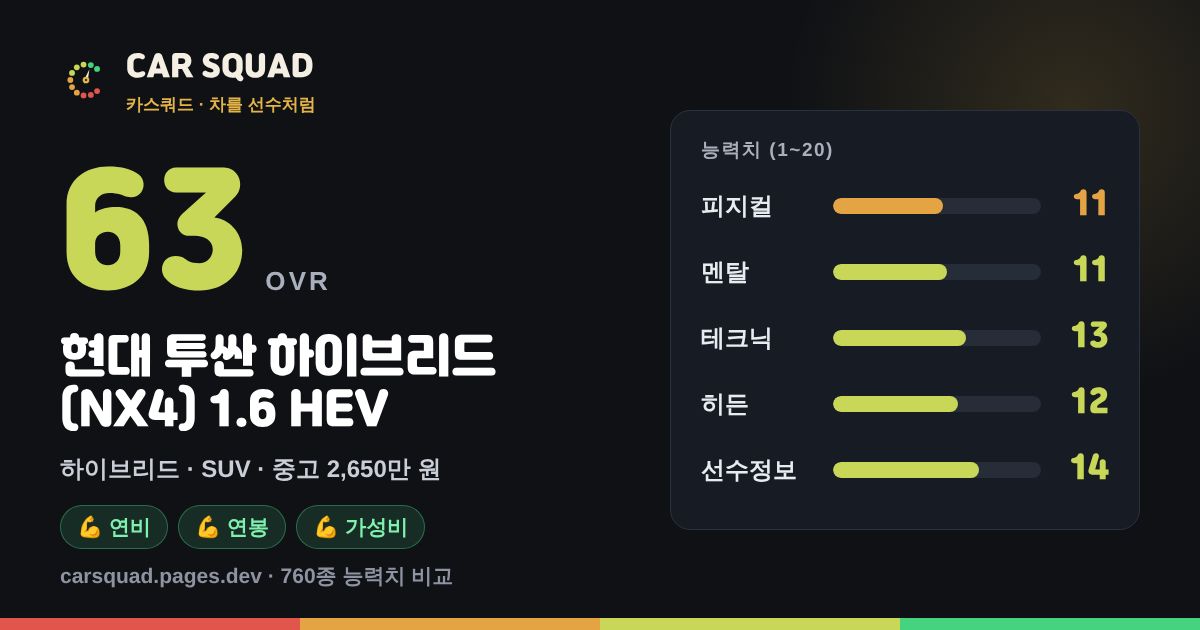 CAR SQUAD
카스쿼드 · 차를 선수처럼
63 OVR
현대 투싼 하이브리드
(NX4) 1.6 HEV
하이브리드 · SUV · 중고 2,650만 원
💪 연비 💪 연봉 💪 가성비
carsquad.pages.dev · 760종 능력치 비교
능력치 (1~20)
피지컬 11
멘탈 11
테크닉 13
히든 12
선수정보 14